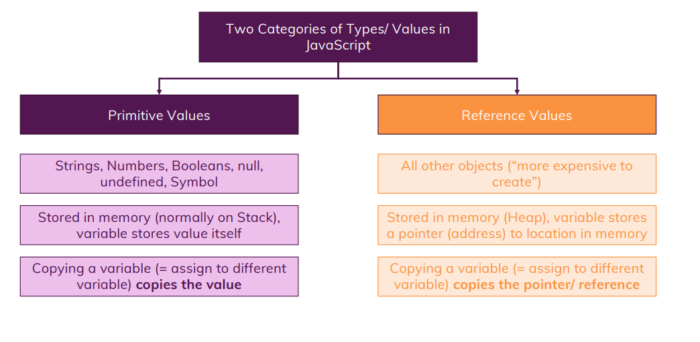 Two Categories of Types/ Values in
JavaScript
Primitive Values
Reference Values
Strings, Numbers, Booleans, null,
undefined, Symbol
All other objects (“more expensive to
create”)
Stored in memory (normally on Stack),
variable stores value itself
Stored in memory (Heap), variable stores
a pointer (address) to location in memory
Copying a variable (= assign to different
variable) copies the value
Copying a variable (= assign to different
variable) copies the pointer/ reference